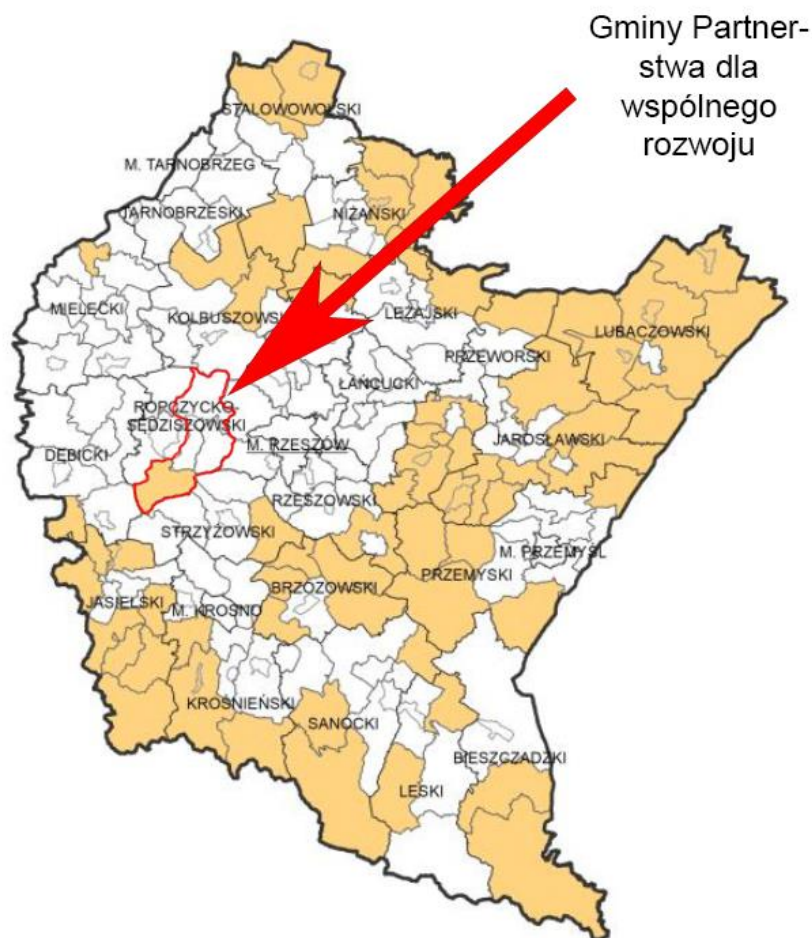 Gminy Partner-
stwa dla
wspólnego
rozwoju
STALOWOWOLSKI
M. TARNOBRZEG
TARNOBRZESKI
NIŻAŃSKI
MIELECKI
KOLBUSZOWSKI
LEŻAJSKI
LUBACZOWSKI
PRZEWORSKI
ŁAŃCUCKI
ROPCZYCKO-
SĘDZISZOWSKI
JAROSŁAWSKI
M. RZESZÓW
DĘBICKI
RZESZOWSKI
STRZYŻOWSKI
M. PRZEMYŚL
PRZEMYSKI
BRZOZOWSKI
JASIELSKI
M. KROSNO
KROŚNIEŃSKI
SANOCKI
BIESZCZADZKI
LESKI